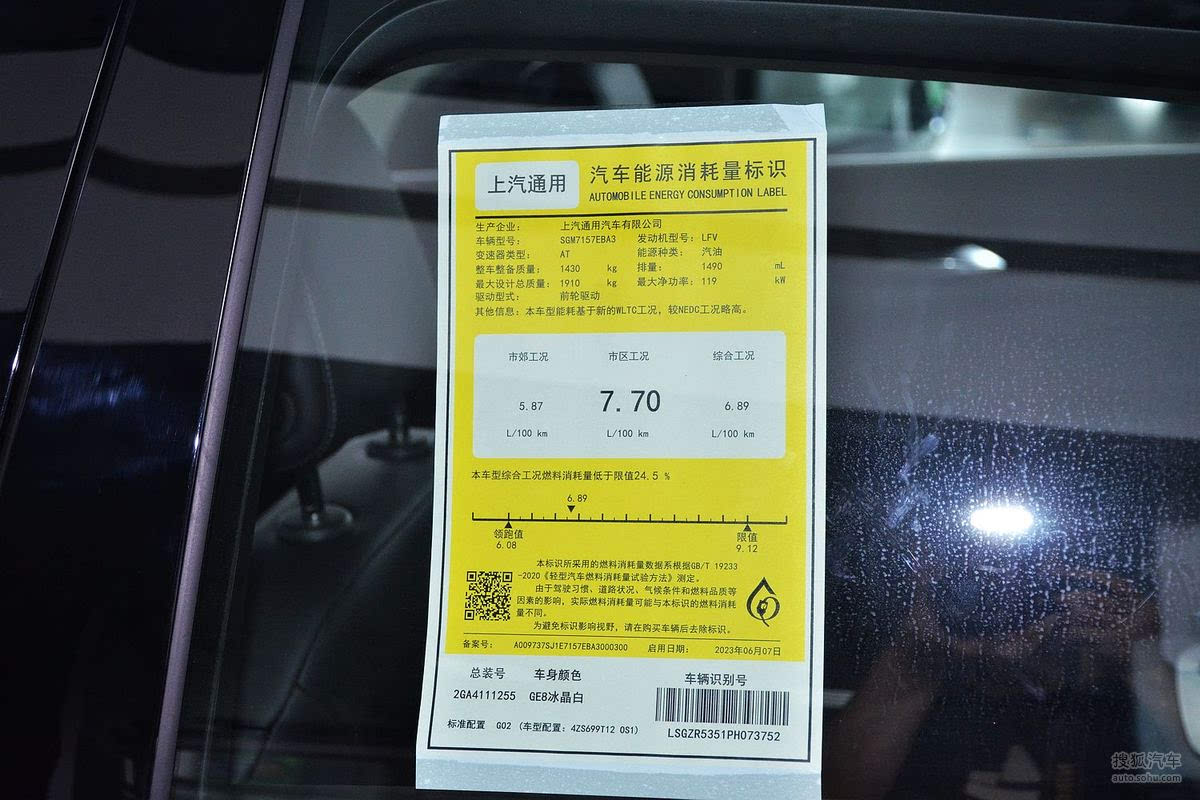 上汽通用
汽车能源消耗量标识
AUTOMOBILE ENERGY CONSUMPTION LABEL
生产企业： 上汽通用汽车有限公司
车辆型号： SGM7157EBA3 发动机型号： LFV
变速器类型： AT 能源种类： 汽油
整车整备质量： 1430 kg 排量： 1490 mL
最大设计总质量： 1910 kg 最大净功率： 119 kW
驱动型式： 前轮驱动
其他信息：本车型能耗基于新的WLTC工况，较NEDC工况略高。
市郊工况 市区工况 综合工况
5.87 7.70 6.89
L/100 km L/100 km L/100 km
本车型综合工况燃料消耗量低于限值24.5 %
6.89
领跑值 限值
6.08 9.12
本标识所采用的燃料消耗量数据系根据GB/T 19233
-2020《轻型汽车燃料消耗量试验方法》测定。
由于驾驶习惯、道路状况、气候条件和燃料品质等
因素的影响，实际燃料消耗量可能与本标识的燃料消耗
量不同。
为避免标识影响视野，请在购买车辆后去除标识。
备案号： A009737SJ1E7157EBA3000300 启用日期： 2023年06月07日
总装号 车身颜色 车辆识别号
2GA4111255 GE8冰晶白
标准配置 G02 (车型配置：4ZS699T12 0S1) LSGZR5351PH073752
搜狐汽车
auto.sohu.com